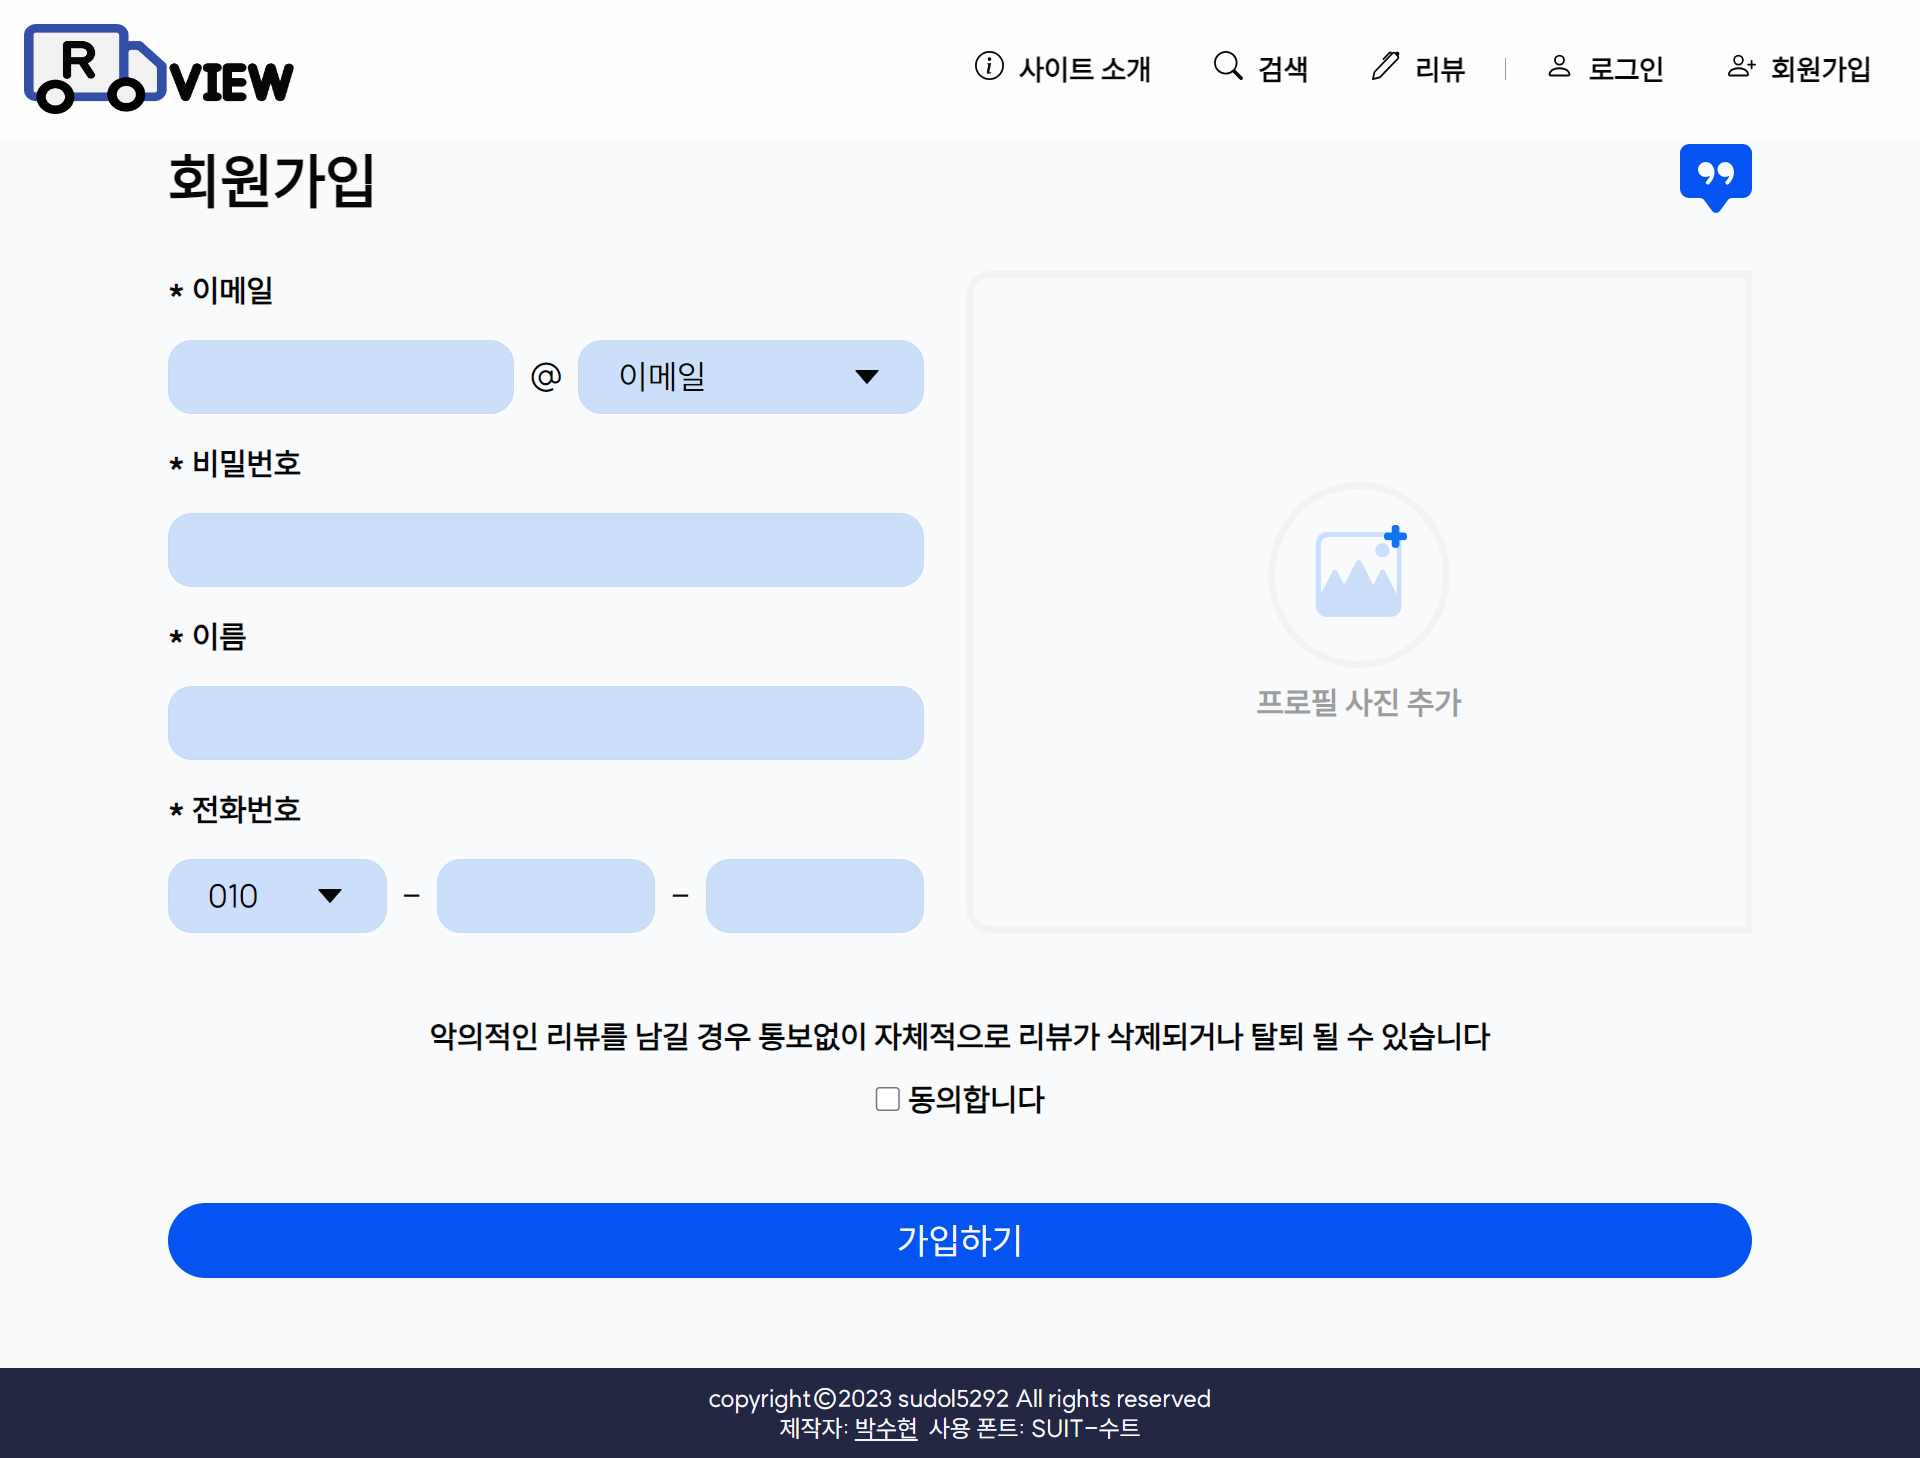 R VIEW
사이트 소개 검색 리뷰 로그인 회원가입
회원가입
* 이메일
@ 이메일
* 비밀번호
* 이름
프로필 사진 추가
* 전화번호
010 - -
악의적인 리뷰를 남길 경우 통보없이 자체적으로 리뷰가 삭제되거나 탈퇴 될 수 있습니다
동의합니다
가입하기
copyright©2023 sudol5292 All rights reserved
제작자: 박수현 사용 폰트: SUIT-수트